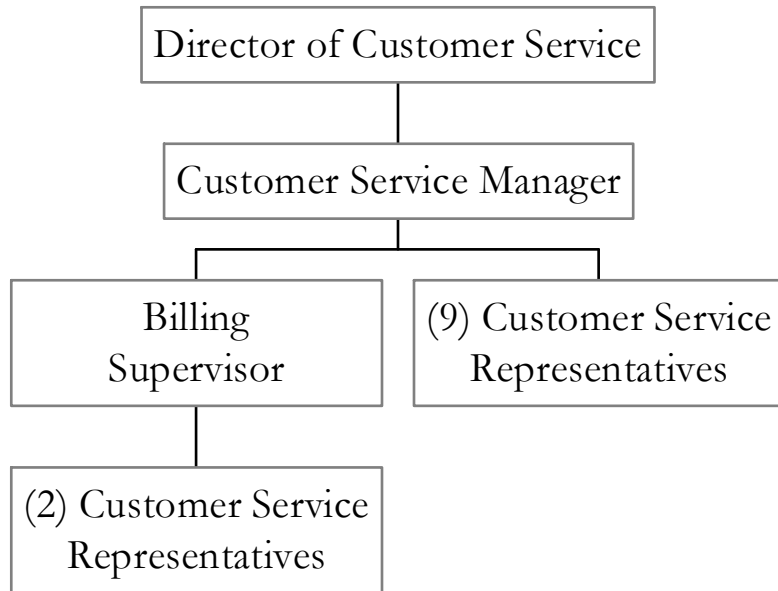 Director of Customer Service
Customer Service Manager
Billing
Supervisor
(9) Customer Service
Representatives
(2) Customer Service
Representatives